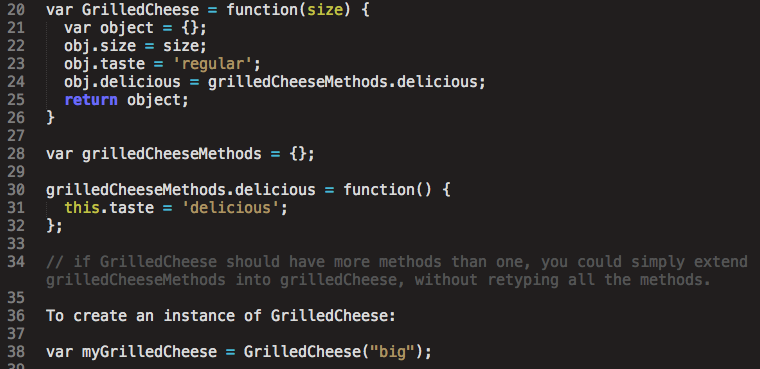 20 var GrilledCheese = function(size) {
21   var object = {};
22   obj.size = size;
23   obj.taste = 'regular';
24   obj.delicious = grilledCheeseMethods.delicious;
25   return object;
26 }
27
28 var grilledCheeseMethods = {};
29
30 grilledCheeseMethods.delicious = function() {
31   this.taste = 'delicious';
32 };
33
34 // if GrilledCheese should have more methods than one, you could simply extend
grilledCheeseMethods into grilledCheese, without retyping all the methods.
35
36 To create an instance of GrilledCheese:
37
38 var myGrilledCheese = GrilledCheese("big");